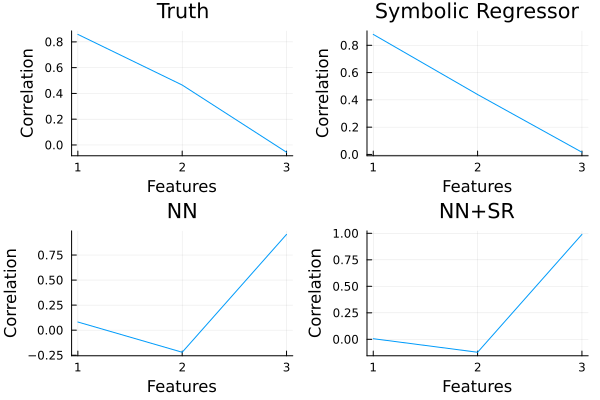 Truth
Correlation
0.8
0.6
0.4
0.2
0.0
1 2 3
Features
Symbolic Regressor
Correlation
0.8
0.6
0.4
0.2
0.0
1 2 3
Features
NN
Correlation
0.75
0.50
0.25
0.00
−0.25
1 2 3
Features
NN+SR
Correlation
1.00
0.75
0.50
0.25
0.00
1 2 3
Features